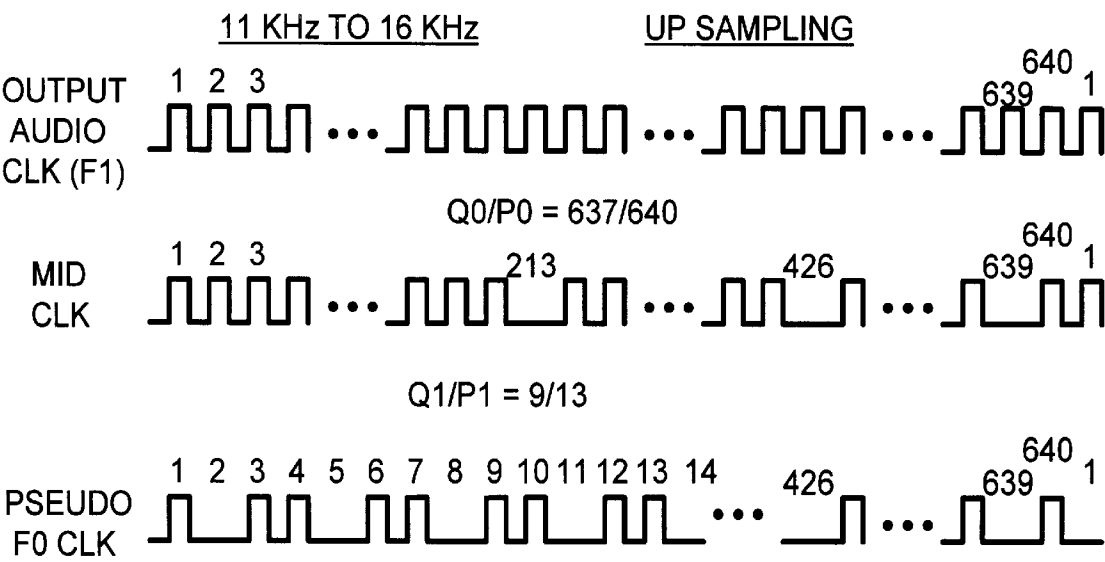 11 KHz TO 16 KHz UP SAMPLING
OUTPUT AUDIO CLK (F1)
1 2 3 639 640 1
Q0/P0 = 637/640
MID CLK
1 2 3 213 426 639 640 1
Q1/P1 = 9/13
PSEUDO F0 CLK
1 2 3 4 5 6 7 8 9 10 11 12 13 14 426 639 640 1